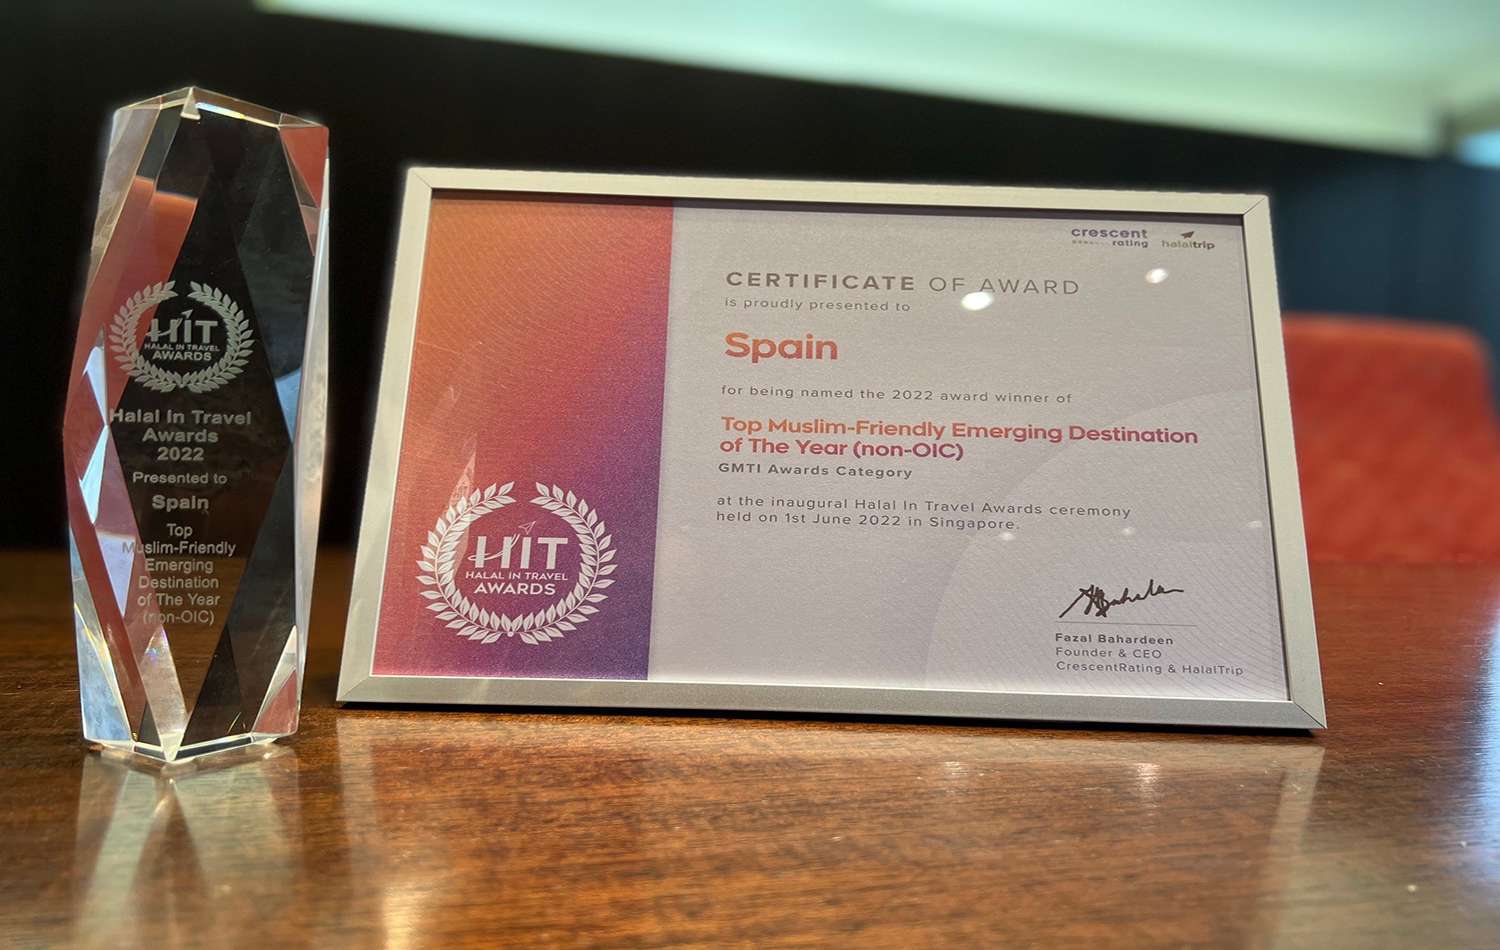 HIT
HALAL IN TRAVEL
AWARDS
Halal In Travel
Awards
2022
Presented to
Spain
Top
Muslim-Friendly
Emerging
Destination
of The Year
(non-OIC)
crescent
rating
halaltrip
CERTIFICATE OF AWARD
is proudly presented to
Spain
for being named the 2022 award winner of
Top Muslim-Friendly Emerging Destination
of The Year (non-OIC)
GMTI Awards Category
at the inaugural Halal In Travel Awards ceremony
held on 1st June 2022 in Singapore.
HIT
HALAL IN TRAVEL
AWARDS
Fazal Bahardeen
Founder & CEO
CrescentRating & HalalTrip